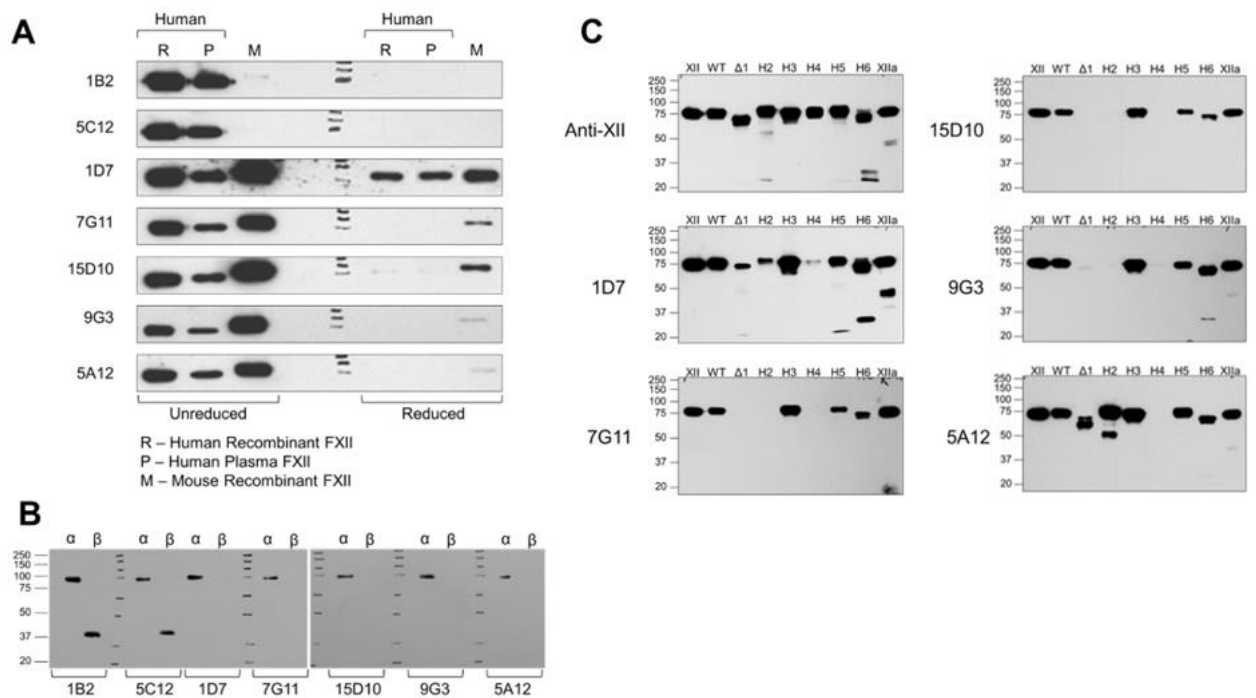 A
Human Human
R P M R P M
1B2
5C12
1D7
7G11
15D10
9G3
5A12
Unreduced Reduced
R – Human Recombinant FXII
P – Human Plasma FXII
M – Mouse Recombinant FXII
B
α β α β α β α β α β α β α β
250
150
100
75
50
37
20
1B2 5C12 1D7 7G11 15D10 9G3 5A12
C
XII WT Δ1 H2 H3 H4 H5 H6 XIIa
250
150
100
75
50
37
20
Anti-XII
XII WT Δ1 H2 H3 H4 H5 H6 XIIa
250
150
100
75
50
37
20
15D10
XII WT Δ1 H2 H3 H4 H5 H6 XIIa
250
150
100
75
50
37
20
1D7
XII WT Δ1 H2 H3 H4 H5 H6 XIIa
250
150
100
75
50
37
20
9G3
XII WT Δ1 H2 H3 H4 H5 H6 XIIa
250
150
100
75
50
37
20
7G11
XII WT Δ1 H2 H3 H4 H5 H6 XIIa
250
150
100
75
50
37
20
5A12